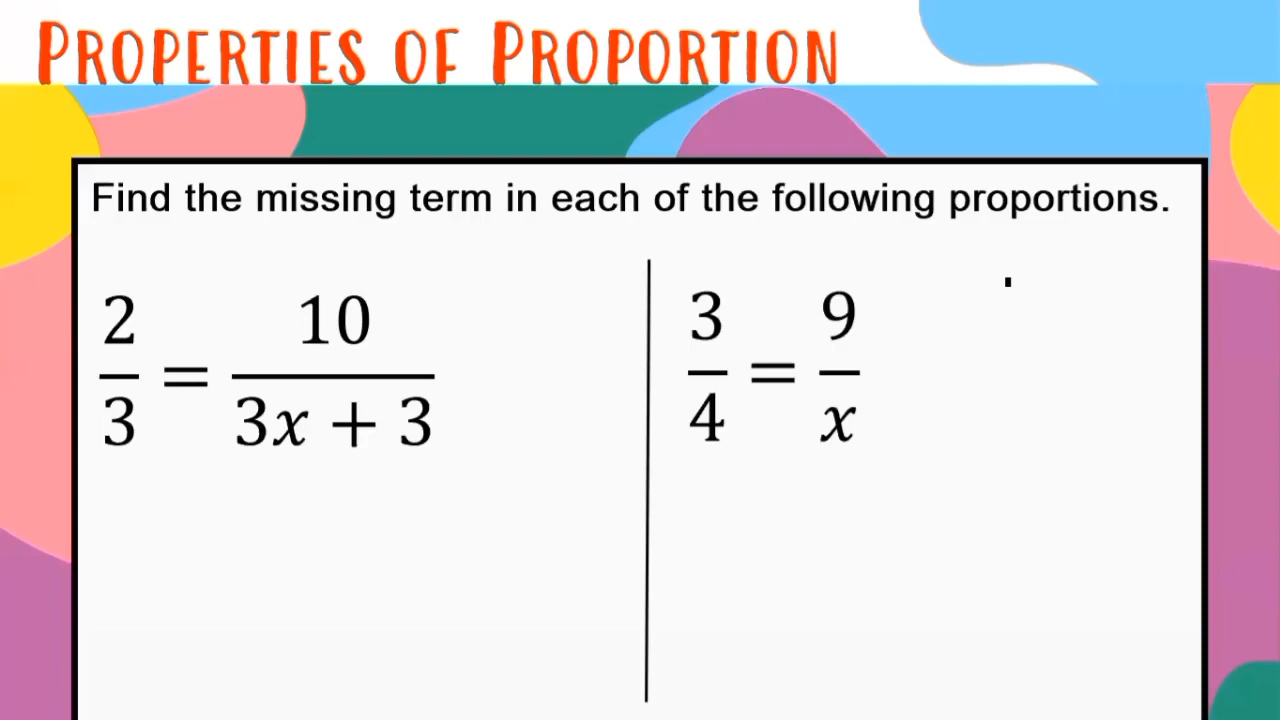 PROPERTIES OF PROPORTION
Find the missing term in each of the following proportions.
2/3 = 10/(3x + 3)
3/4 = 9/x